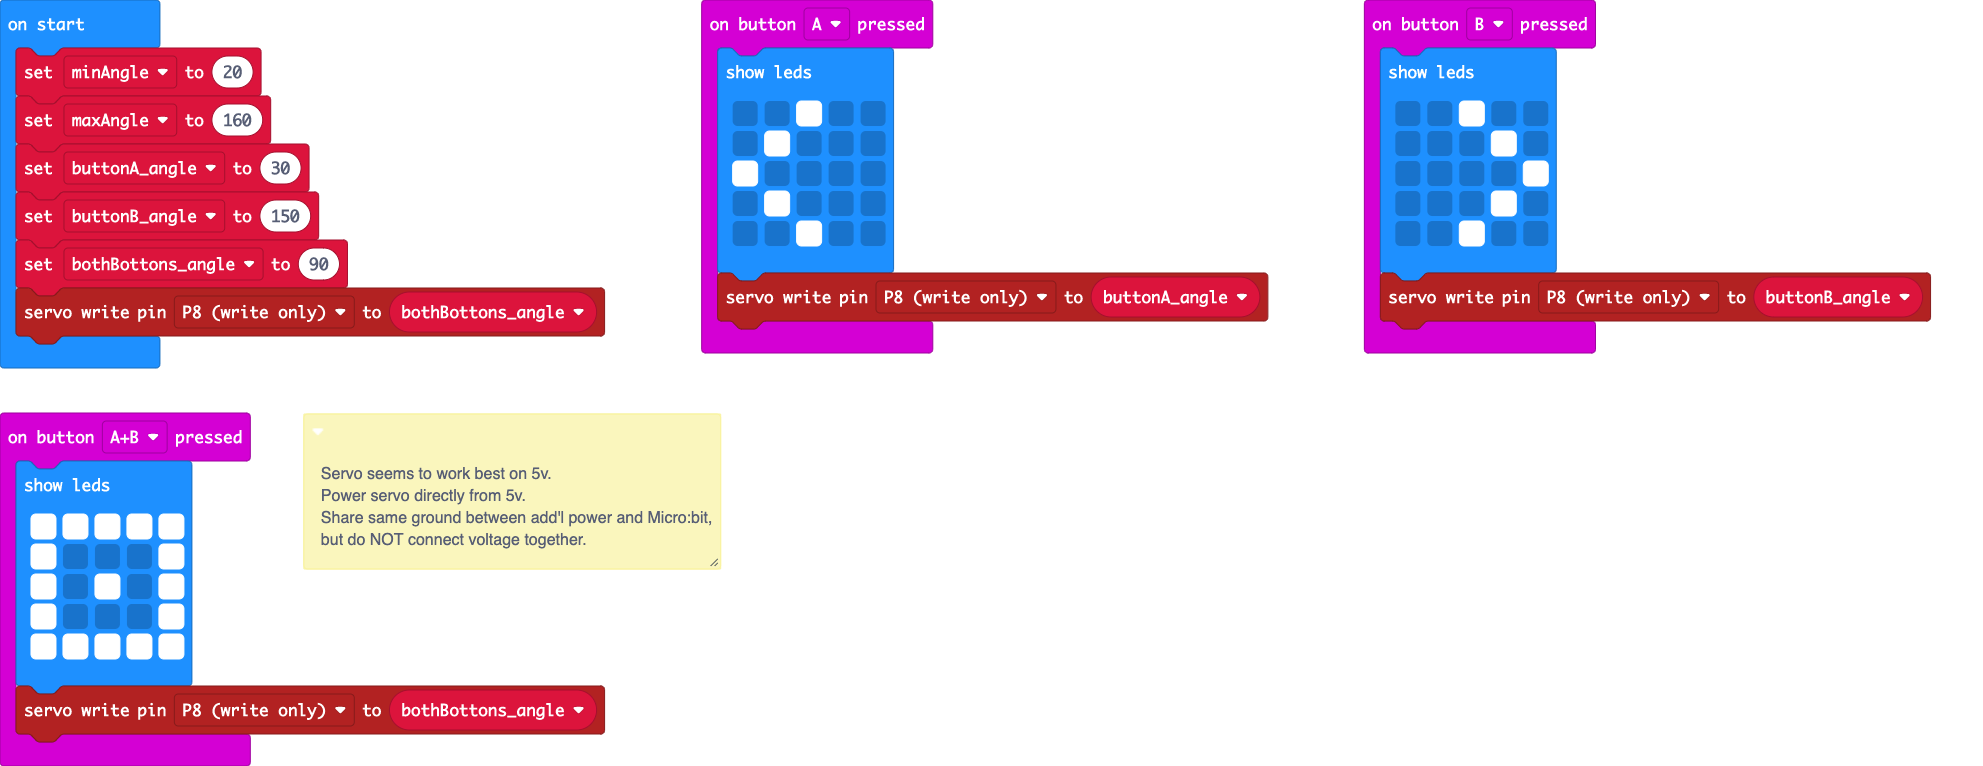 on start
set minAngle to 20
set maxAngle to 160
set buttonA_angle to 30
set buttonB_angle to 150
set bothBottons_angle to 90
servo write pin P8 (write only) to bothBottons_angle
on button A pressed
show leds
servo write pin P8 (write only) to buttonA_angle
on button B pressed
show leds
servo write pin P8 (write only) to buttonB_angle
on button A+B pressed
show leds
servo write pin P8 (write only) to bothBottons_angle
Servo seems to work best on 5v.
Power servo directly from 5v.
Share same ground between add'l power and Micro:bit,
but do NOT connect voltage together.